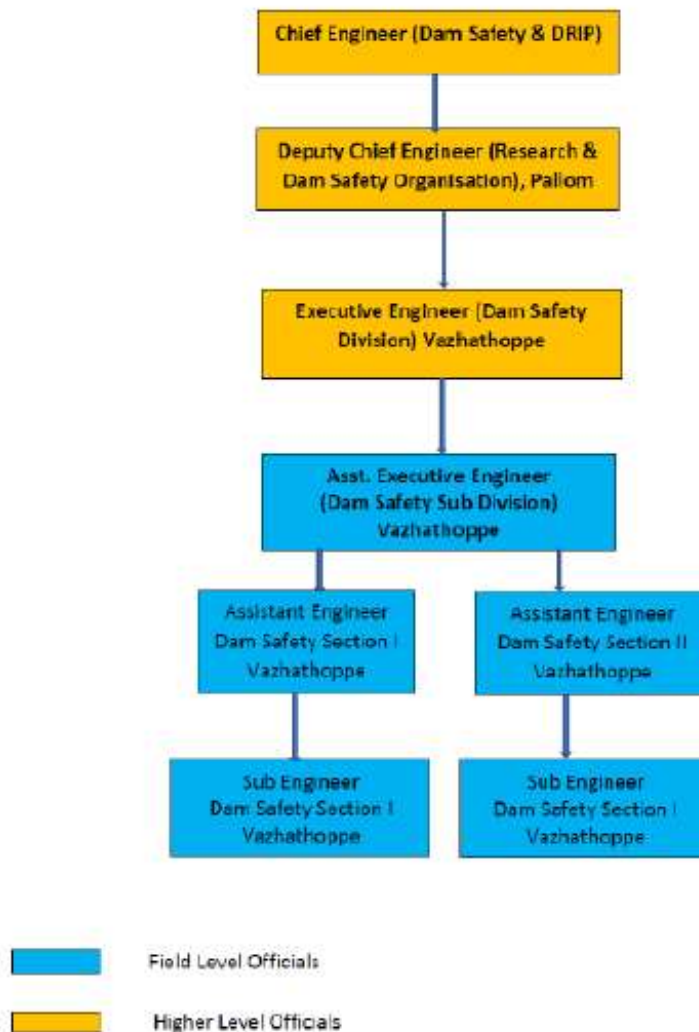 Chief Engineer (Dam Safety & DRIP)
Deputy Chief Engineer (Research &
Dam Safety Organisation), Pallom
Executive Engineer (Dam Safety
Division) Vazhathoppe
Asst. Executive Engineer
(Dam Safety Sub Division)
Vazhathoppe
Assistant Engineer
Dam Safety Section I
Vazhathoppe
Assistant Engineer
Dam Safety Section II
Vazhathoppe
Sub Engineer
Dam Safety Section I
Vazhathoppe
Sub Engineer
Dam Safety Section I
Vazhathoppe
Field Level Officials
Higher Level Officials